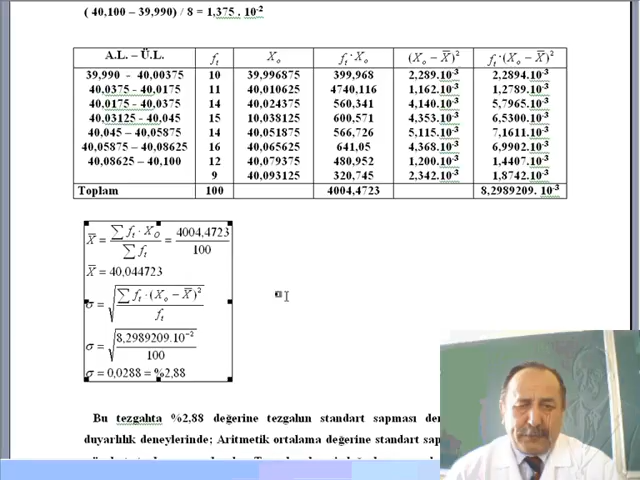 ( 40,100 – 39,990) / 8 = 1,375 . 10⁻²
A.L. – Ü.L. fₜ Xₒ fₜ·Xₒ (Xₒ – X̅)² fₜ·(Xₒ – X̅)²
39,990 - 40,00375 10 39,996875 399,968 2,289.10⁻³ 2,2894.10⁻³
40,0375 - 40,0175 11 40,010625 4740,116 1,162.10⁻³ 1,2789.10⁻³
40,0175 - 40,0375 14 40,024375 560,341 4,140.10⁻³ 5,7965.10⁻³
40,03125 - 40,045 15 10,038125 600,571 4,353.10⁻³ 6,5300.10⁻³
40,045 – 40,05875 14 40,051875 566,726 5,115.10⁻³ 7,1611.10⁻³
40,05875 – 40,08625 16 40,065625 641,05 4,368.10⁻³ 6,9902.10⁻³
40,08625 – 40,100 12 40,079375 480,952 1,200.10⁻³ 1,4407.10⁻³
9 40,093125 320,745 2,342.10⁻³ 1,8742.10⁻³
Toplam 100 4004,4723 8,2989209. 10⁻³
X̅ = ∑ fₜ · X_O / ∑ fₜ = 4004,4723 / 100
X̅ = 40,044723
σ = √(∑ fₜ · (Xₒ – X̅)² / fₜ)
σ = √(8,2989209.10⁻² / 100)
σ = 0,0288 = %2,88
Bu tezgahta %2,88 değerine tezgahın standart sapması
duyarlılık deneylerinde; Aritmetik ortalama değerine standart